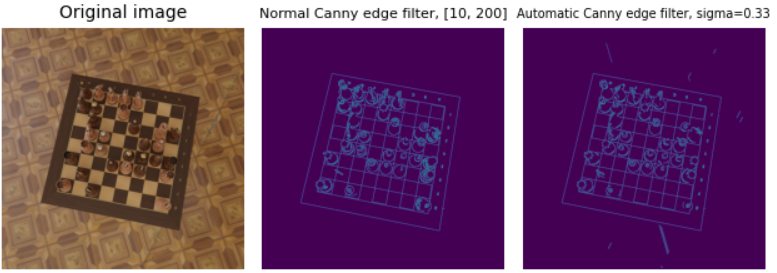 Original image
Normal Canny edge filter, [10, 200]
Automatic Canny edge filter, sigma=0.33